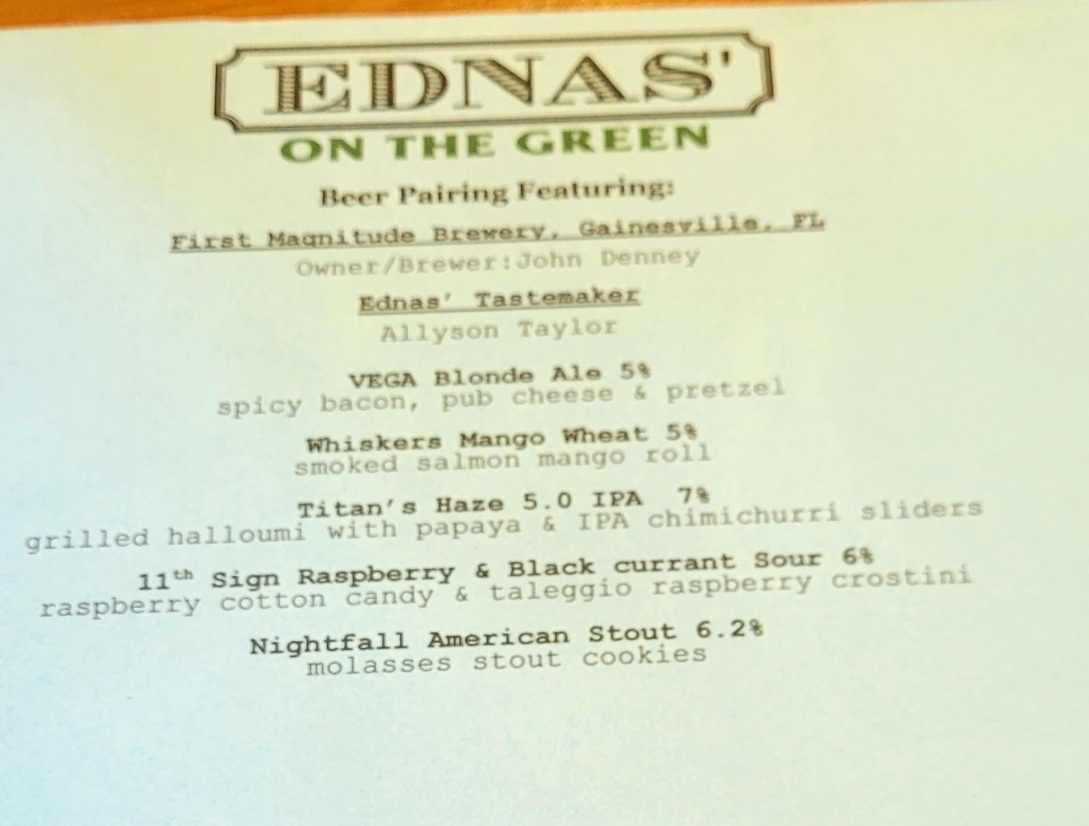 EDNAS'
ON THE GREEN
Beer Pairing Featuring:
First Magnitude Brewery, Gainesville, FL
Owner/Brewer:John Denney
Ednas' Tastemaker
Allyson Taylor
VEGA Blonde Ale 5%
spicy bacon, pub cheese & pretzel
Whiskers Mango Wheat 5%
smoked salmon mango roll
Titan's Haze 5.0 IPA 7%
grilled halloumi with papaya & IPA chimichurri sliders
11th Sign Raspberry & Black currant Sour 6%
raspberry cotton candy & taleggio raspberry crostini
Nightfall American Stout 6.2%
molasses stout cookies